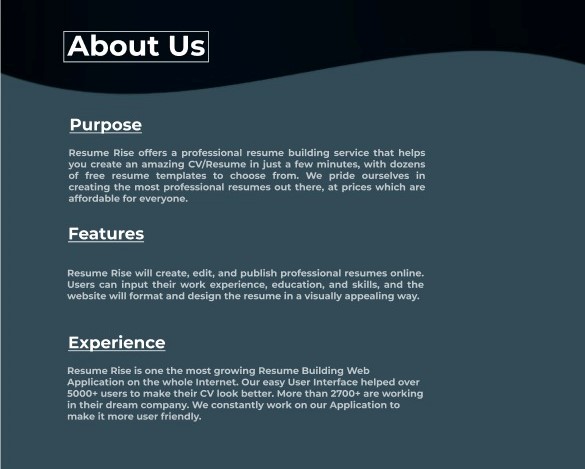 About Us
Purpose
Resume Rise offers a professional resume building service that helps
you create an amazing CV/Resume in just a few minutes, with dozens
of free resume templates to choose from. We pride ourselves in
creating the most professional resumes out there, at prices which are
affordable for everyone.
Features
Resume Rise will create, edit, and publish professional resumes online.
Users can input their work experience, education, and skills, and the
website will format and design the resume in a visually appealing way.
Experience
Resume Rise is one the most growing Resume Building Web
Application on the whole Internet. Our easy User Interface helped over
5000+ users to make their CV look better. More than 2700+ are working
in their dream company. We constantly work on our Application to
make it more user friendly.